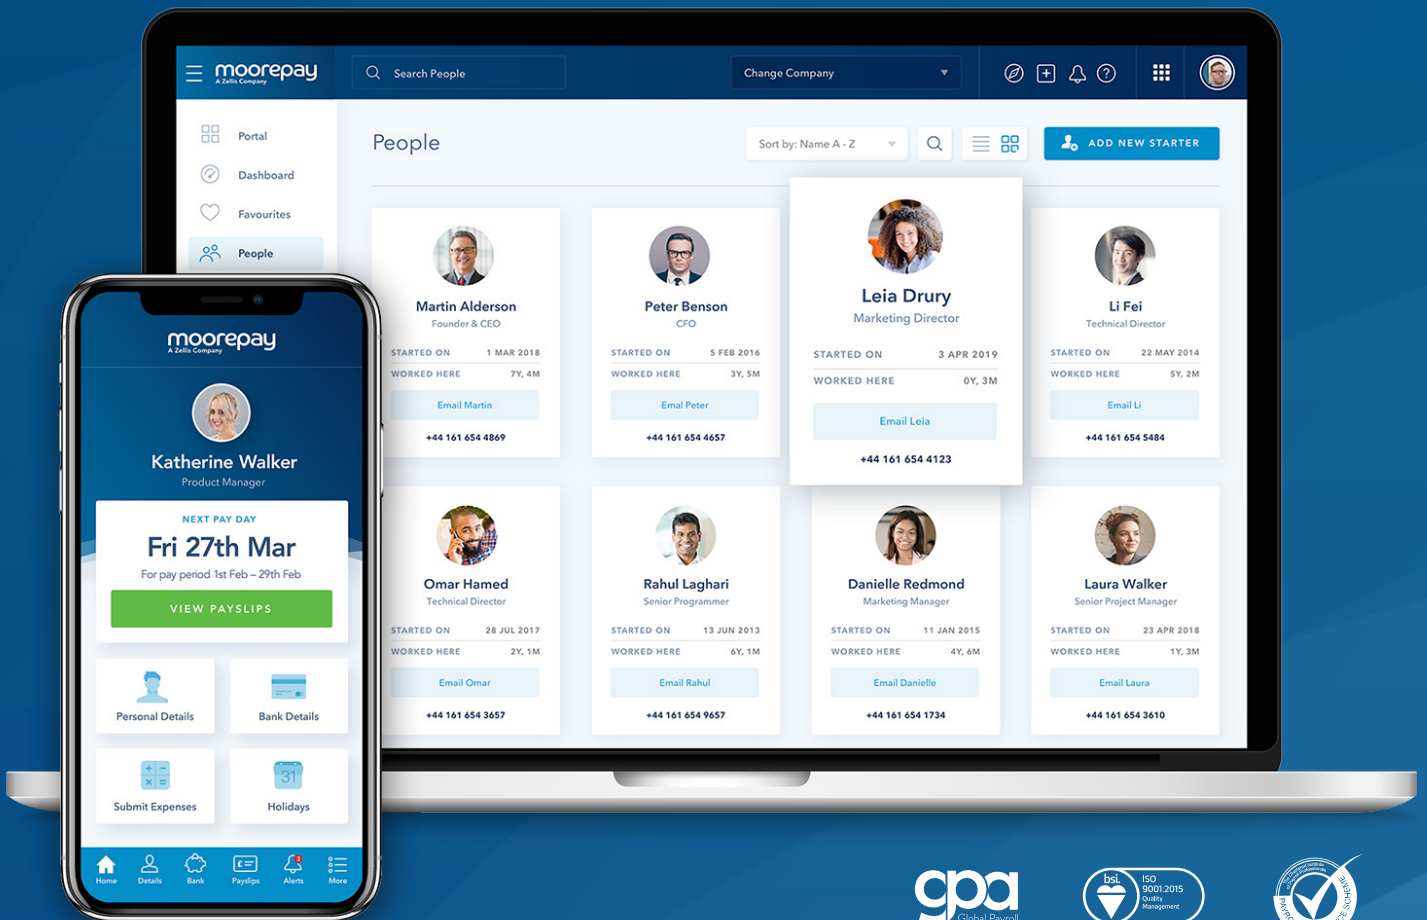 moorepay
A Zellis Company
Search People
Change Company
Portal
Dashboard
Favourites
People
People
Sort by: Name A - Z
ADD NEW STARTER
Martin Alderson
Founder & CEO
STARTED ON 1 MAR 2018
WORKED HERE 7Y, 4M
Email Martin
+44 161 654 4869
Peter Benson
CFO
STARTED ON 5 FEB 2016
WORKED HERE 3Y, 5M
Emal Peter
+44 161 654 4657
Leia Drury
Marketing Director
STARTED ON 3 APR 2019
WORKED HERE 0Y, 3M
Email Leia
+44 161 654 4123
Li Fei
Technical Director
STARTED ON 22 MAY 2014
WORKED HERE 5Y, 2M
Email Li
+44 161 654 5484
Omar Hamed
Technical Director
STARTED ON 28 JUL 2017
WORKED HERE 2Y, 1M
Email Omar
+44 161 654 3657
Rahul Laghari
Senior Programmer
STARTED ON 13 JUN 2013
WORKED HERE 6Y, 1M
Email Rahul
+44 161 654 9657
Danielle Redmond
Marketing Manager
STARTED ON 11 JAN 2015
WORKED HERE 4Y, 6M
Email Danielle
+44 161 654 1734
Laura Walker
Senior Project Manager
STARTED ON 23 APR 2018
WORKED HERE 1Y, 3M
Email Laura
+44 161 654 3610
moorepay
A Zellis Company
Katherine Walker
Product Manager
NEXT PAY DAY
Fri 27th Mar
For pay period 1st Feb – 29th Feb
VIEW PAYSLIPS
Personal Details
Bank Details
31
Submit Expenses
Holidays
3
£
Home
Details
Bank
Payslips
Alerts
More
gpa
Global Payroll
bsi.
ISO
9001:2015
Quality
Management
The Chartered Institute
of Payroll Professionals
SCHEME